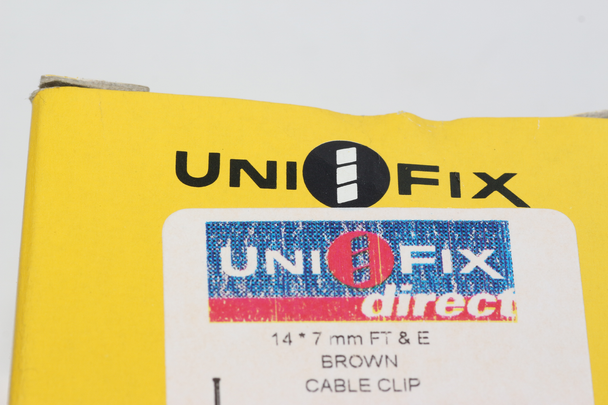 UNI FIX
UNI FIX
direct
14 * 7 mm FT & E
BROWN
CABLE CLIP